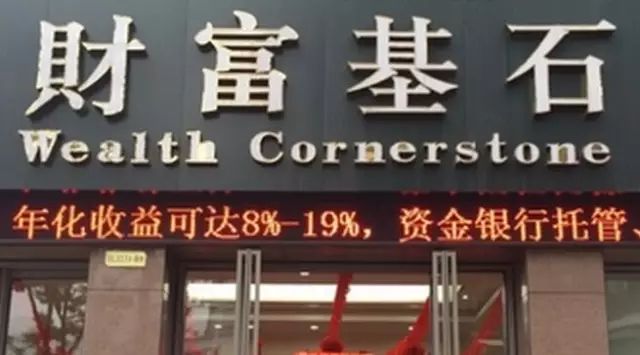 財富基石
Wealth Cornerstone
年化收益可达8%-19%，资金银行托管、